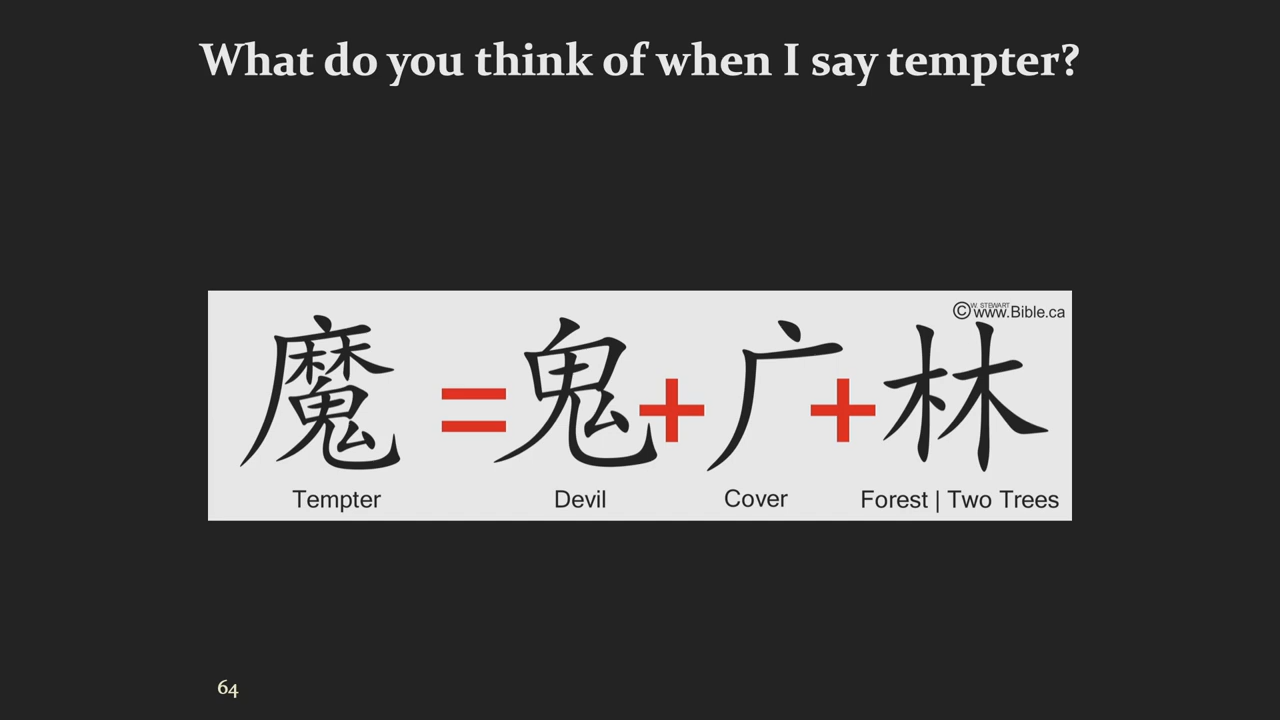 What do you think of when I say tempter?
© W. STEWART www.Bible.ca
魔 = 鬼 + 广 + 林
Tempter Devil Cover Forest | Two Trees
64